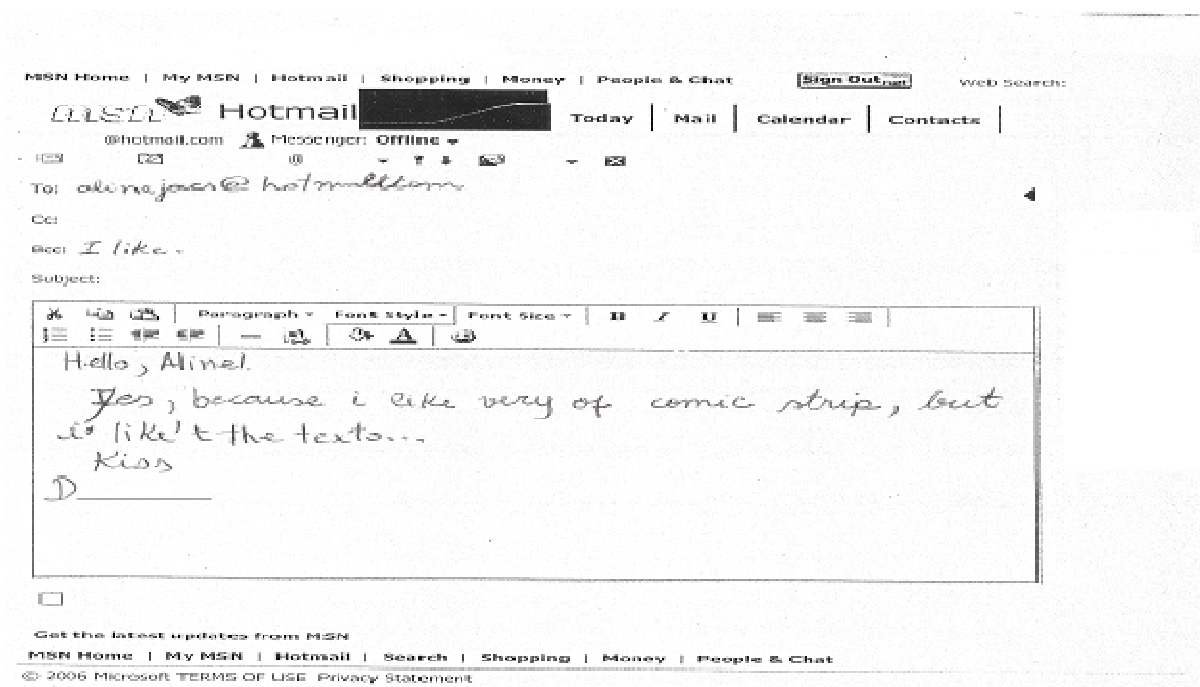 MSN Home | My MSN | Hotmail | Shopping | Money | People & Chat Sign Out Web Search:
msn Hotmail Today | Mail | Calendar | Contacts |
@hotmail.com Messenger: Offline
To: @ hotmail
Cc:
Bcc: I like.
Subject:
Paragraph Font Style Font Size B I U
A
Hello, Aline!
Yes, because i like very of comic strip, but
i like't the texts...
Kiss
D
Get the latest updates from MSN
MSN Home | My MSN | Hotmail | Search | Shopping | Money | People & Chat
© 2006 Microsoft TERMS OF USE Privacy Statement